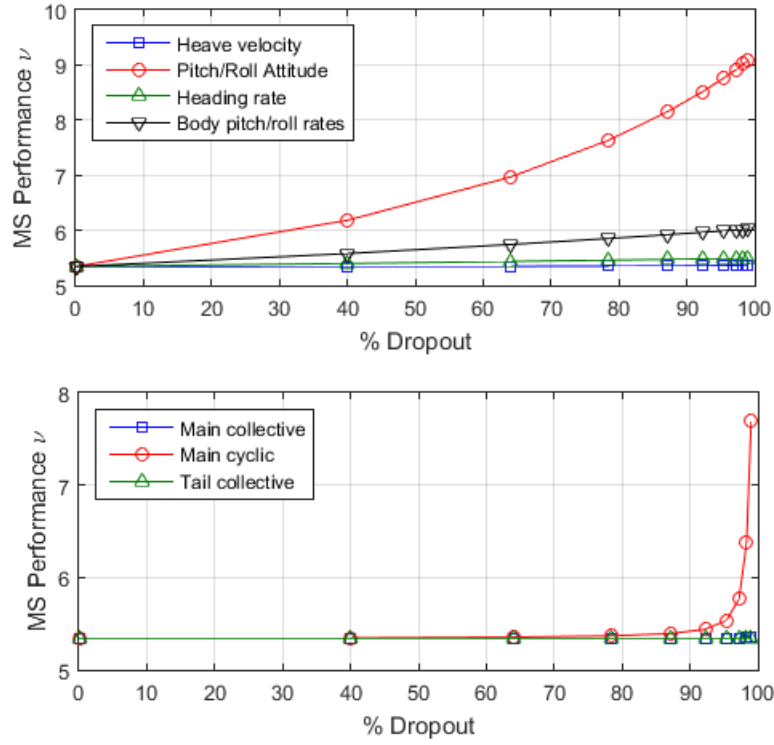 10
9
8
7
6
5
MS Performance ν
Heave velocity
Pitch/Roll Attitude
Heading rate
Body pitch/roll rates
0 10 20 30 40 50 60 70 80 90 100
% Dropout
8
7
6
5
MS Performance ν
Main collective
Main cyclic
Tail collective
0 10 20 30 40 50 60 70 80 90 100
% Dropout